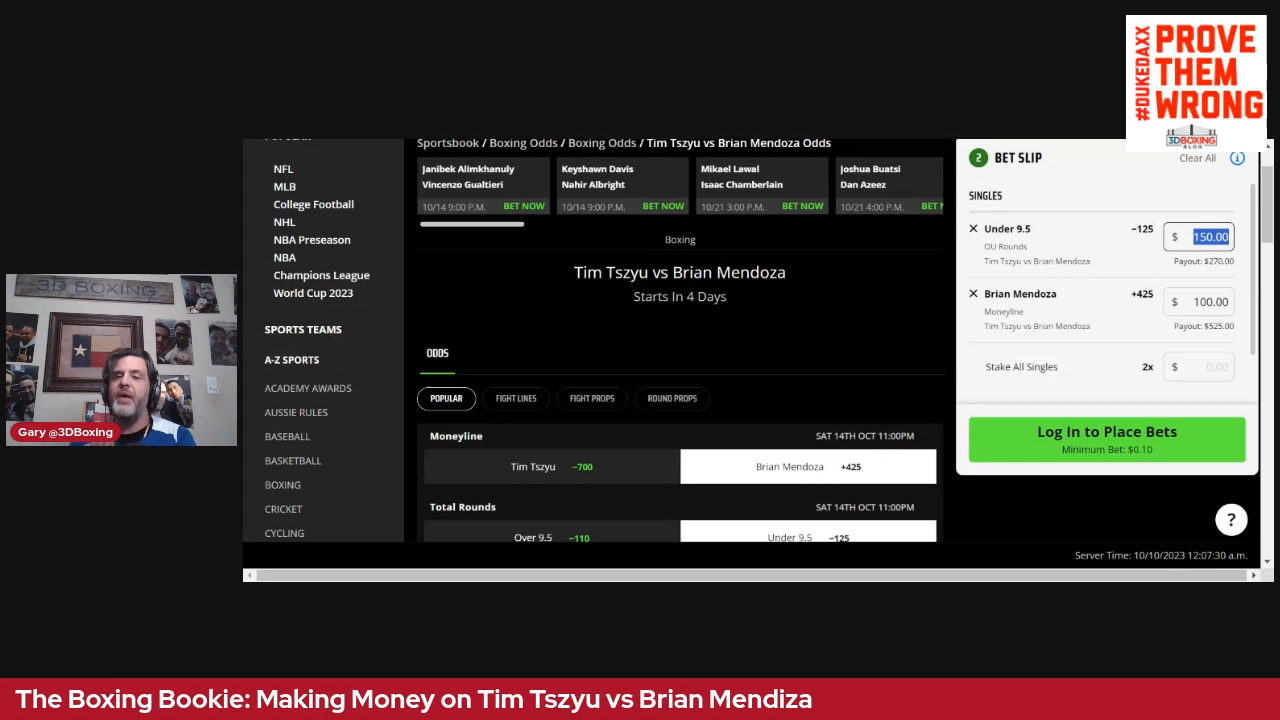 #DUKEDAXX
PROVE
THEM
WRONG
3DBOXING
BLOG
NFL
MLB
College Football
NHL
NBA Preseason
NBA
Champions League
World Cup 2023
SPORTS TEAMS
A-Z SPORTS
ACADEMY AWARDS
AUSSIE RULES
BASEBALL
BASKETBALL
BOXING
CRICKET
CYCLING
Sportsbook / Boxing Odds / Boxing Odds / Tim Tszyu vs Brian Mendoza Odds
Janibek Alimkhanuly
Vincenzo Gualtieri
10/14 9:00 P.M. BET NOW
Keyshawn Davis
Nahir Albright
10/14 9:00 P.M. BET NOW
Mikael Lawal
Isaac Chamberlain
10/21 3:00 P.M. BET NOW
Joshua Buatsi
Dan Azeez
10/21 4:00 P.M. BET N
Boxing
Tim Tszyu vs Brian Mendoza
Starts In 4 Days
ODDS
POPULAR FIGHT LINES FIGHT PROPS ROUND PROPS
Moneyline SAT 14TH OCT 11:00PM
Tim Tszyu −700 Brian Mendoza +425
Total Rounds SAT 14TH OCT 11:00PM
Over 9.5 −110 Under 9.5 −125
2 BET SLIP Clear All i
SINGLES
× Under 9.5 −125 $ 150.00
OU Rounds
Tim Tszyu vs Brian Mendoza Payout: $270.00
× Brian Mendoza +425 $ 100.00
Moneyline
Tim Tszyu vs Brian Mendoza Payout: $525.00
Stake All Singles 2x $ 0.00
Log In to Place Bets
Minimum Bet: $0.10
?
Server Time: 10/10/2023 12:07:30 a.m.
3D BOXING
Gary @3DBoxing
The Boxing Bookie: Making Money on Tim Tszyu vs Brian Mendiza